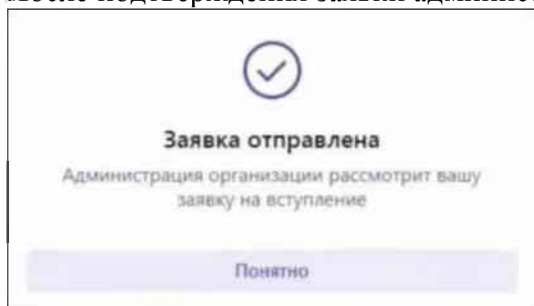 Заявка отправлена
Администрация организации рассмотрит вашу
заявку на вступление
Понятно